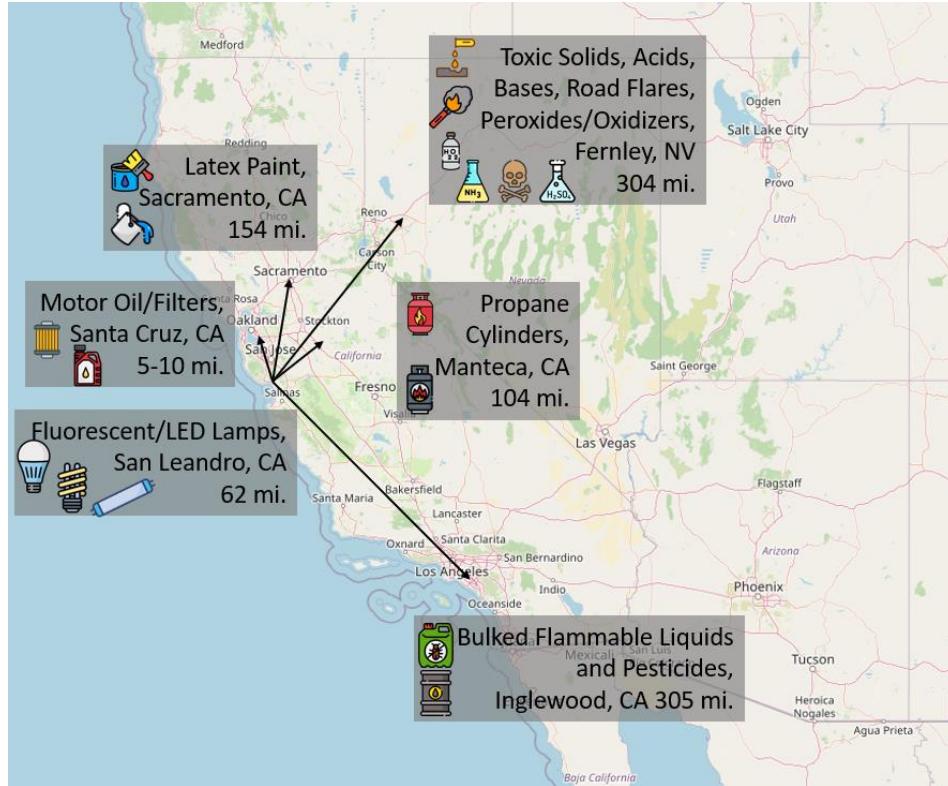 Medford
Toxic Solids, Acids,
Bases, Road Flares,
Peroxides/Oxidizers,
Fernley, NV
304 mi.
H₂O₂
NH₃
H₂SO₄
Ogden
Salt Lake City
Provo
Utah
Redding
Latex Paint,
Sacramento, CA
154 mi.
Chico
Reno
Carson
City
Nevada
Sacramento
Santa Rosa
Motor Oil/Filters,
Santa Cruz, CA
5-10 mi.
Oakland
Stockton
San Jose
California
Propane
Cylinders,
Manteca, CA
104 mi.
Salinas
Fresno
Visalia
Saint George
Las Vegas
Fluorescent/LED Lamps,
San Leandro, CA
62 mi.
Santa Maria
Bakersfield
Lancaster
Oxnard
Santa Clarita
San Bernardino
Los Angeles
Indio
Oceanside
Flagstaff
Arizona
Phoenix
Bulked Flammable Liquids
and Pesticides,
Inglewood, CA 305 mi.
Mexicali
San Luis
Tucson
Heroica
Nogales
Agua Prieta
Baja California